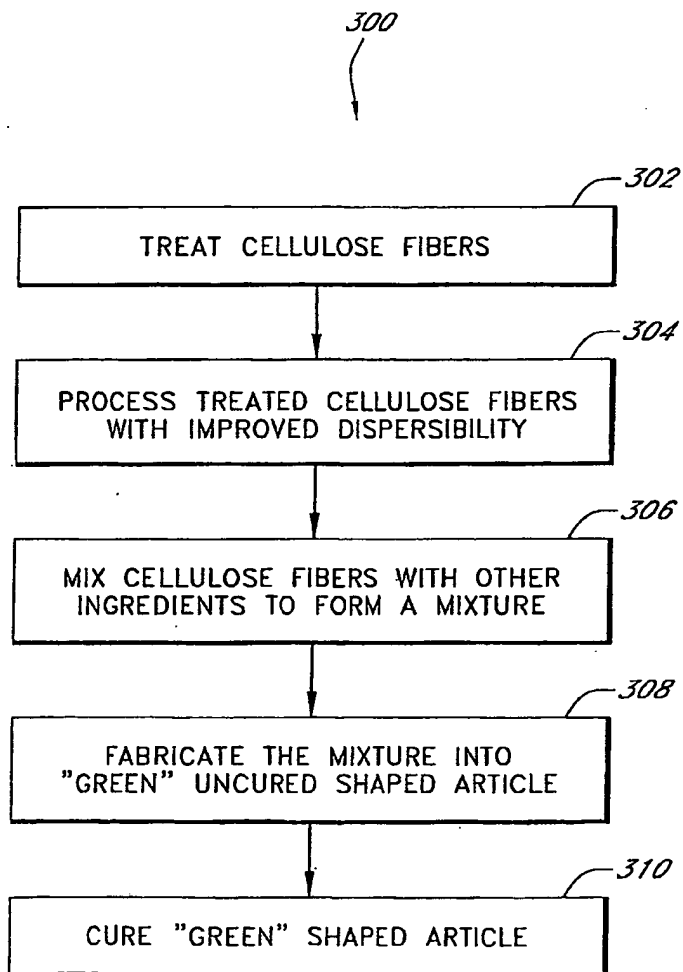 300
302
TREAT CELLULOSE FIBERS
304
PROCESS TREATED CELLULOSE FIBERS
WITH IMPROVED DISPERSIBILITY
306
MIX CELLULOSE FIBERS WITH OTHER
INGREDIENTS TO FORM A MIXTURE
308
FABRICATE THE MIXTURE INTO
"GREEN" UNCURED SHAPED ARTICLE
310
CURE "GREEN" SHAPED ARTICLE